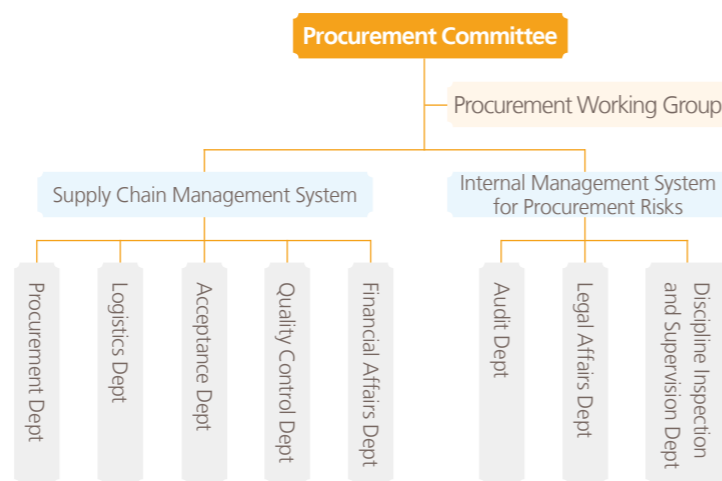 Procurement Committee
Procurement Working Group
Supply Chain Management System
Internal Management System
for Procurement Risks
Procurement Dept
Logistics Dept
Acceptance Dept
Quality Control Dept
Financial Affairs Dept
Audit Dept
Legal Affairs Dept
Discipline Inspection
and Supervision Dept